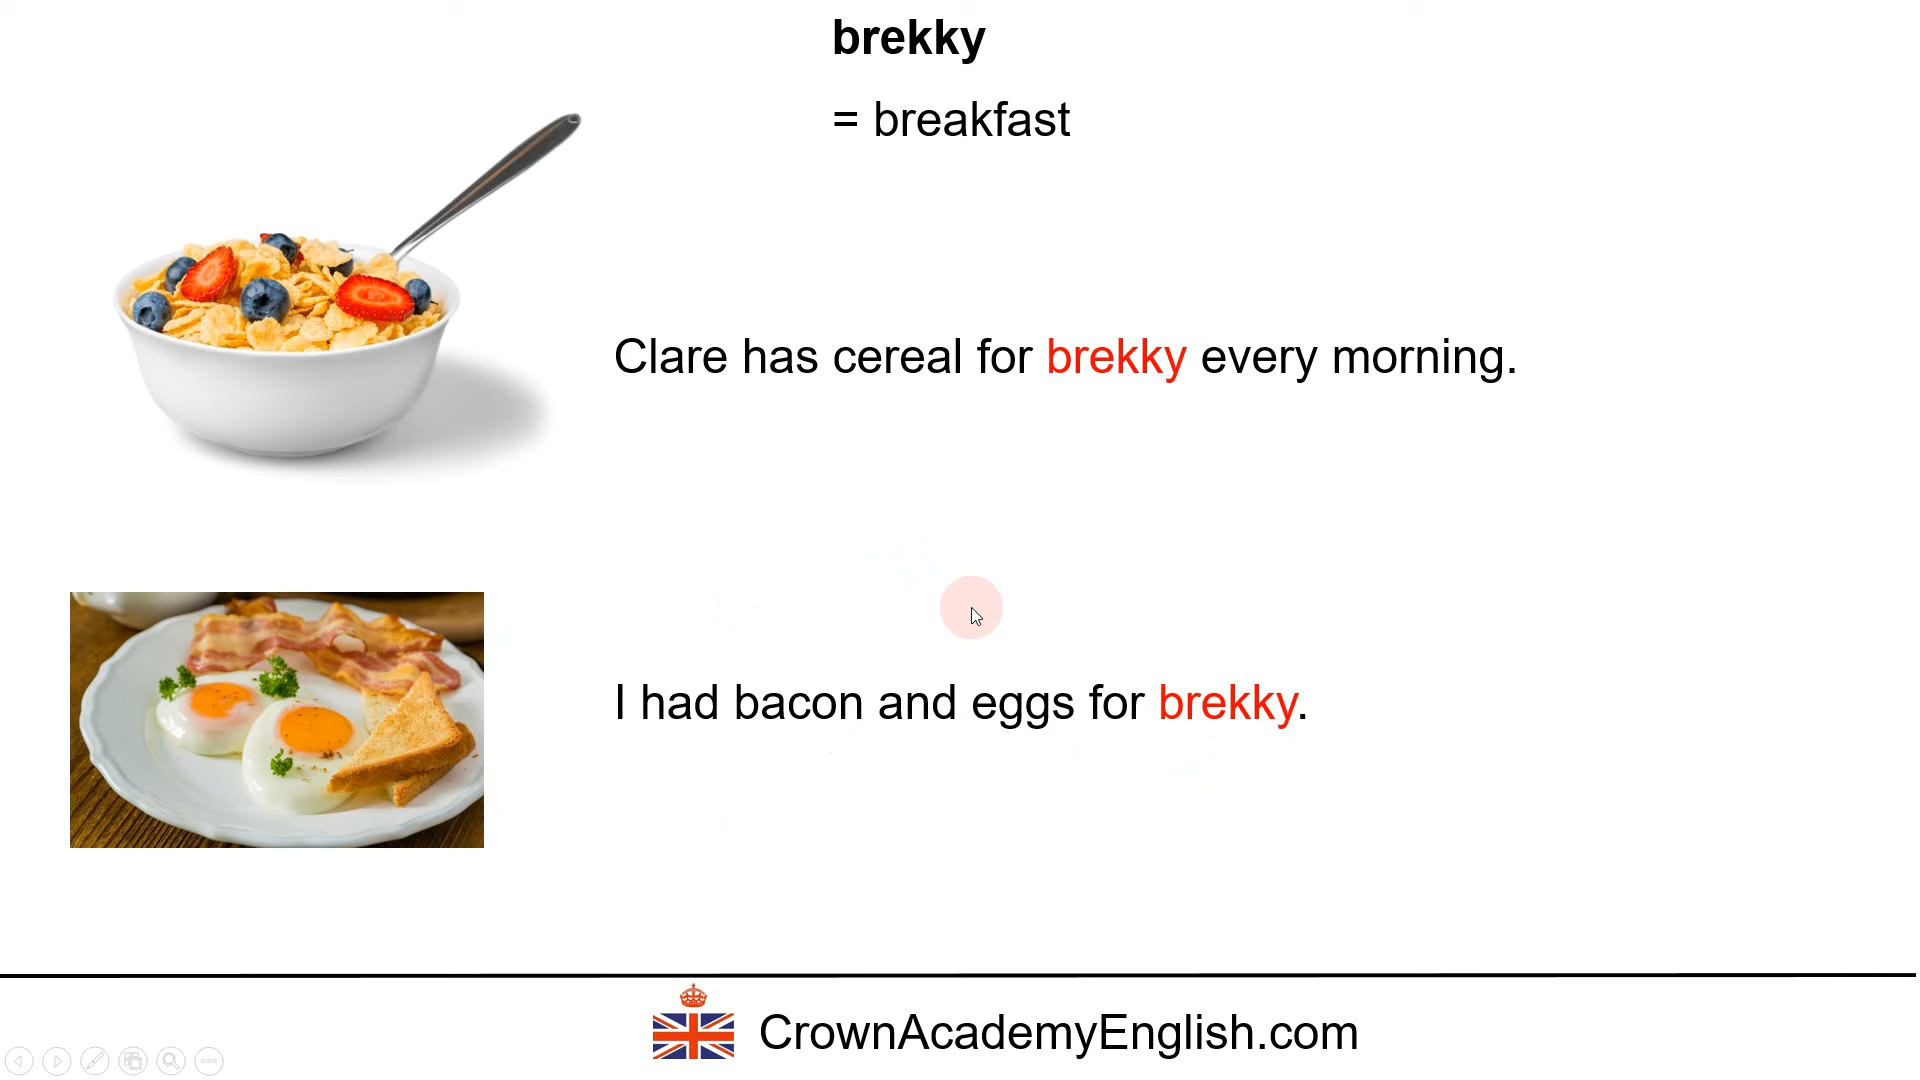 brekky
= breakfast
Clare has cereal for brekky every morning.
I had bacon and eggs for brekky.
CrownAcademyEnglish.com